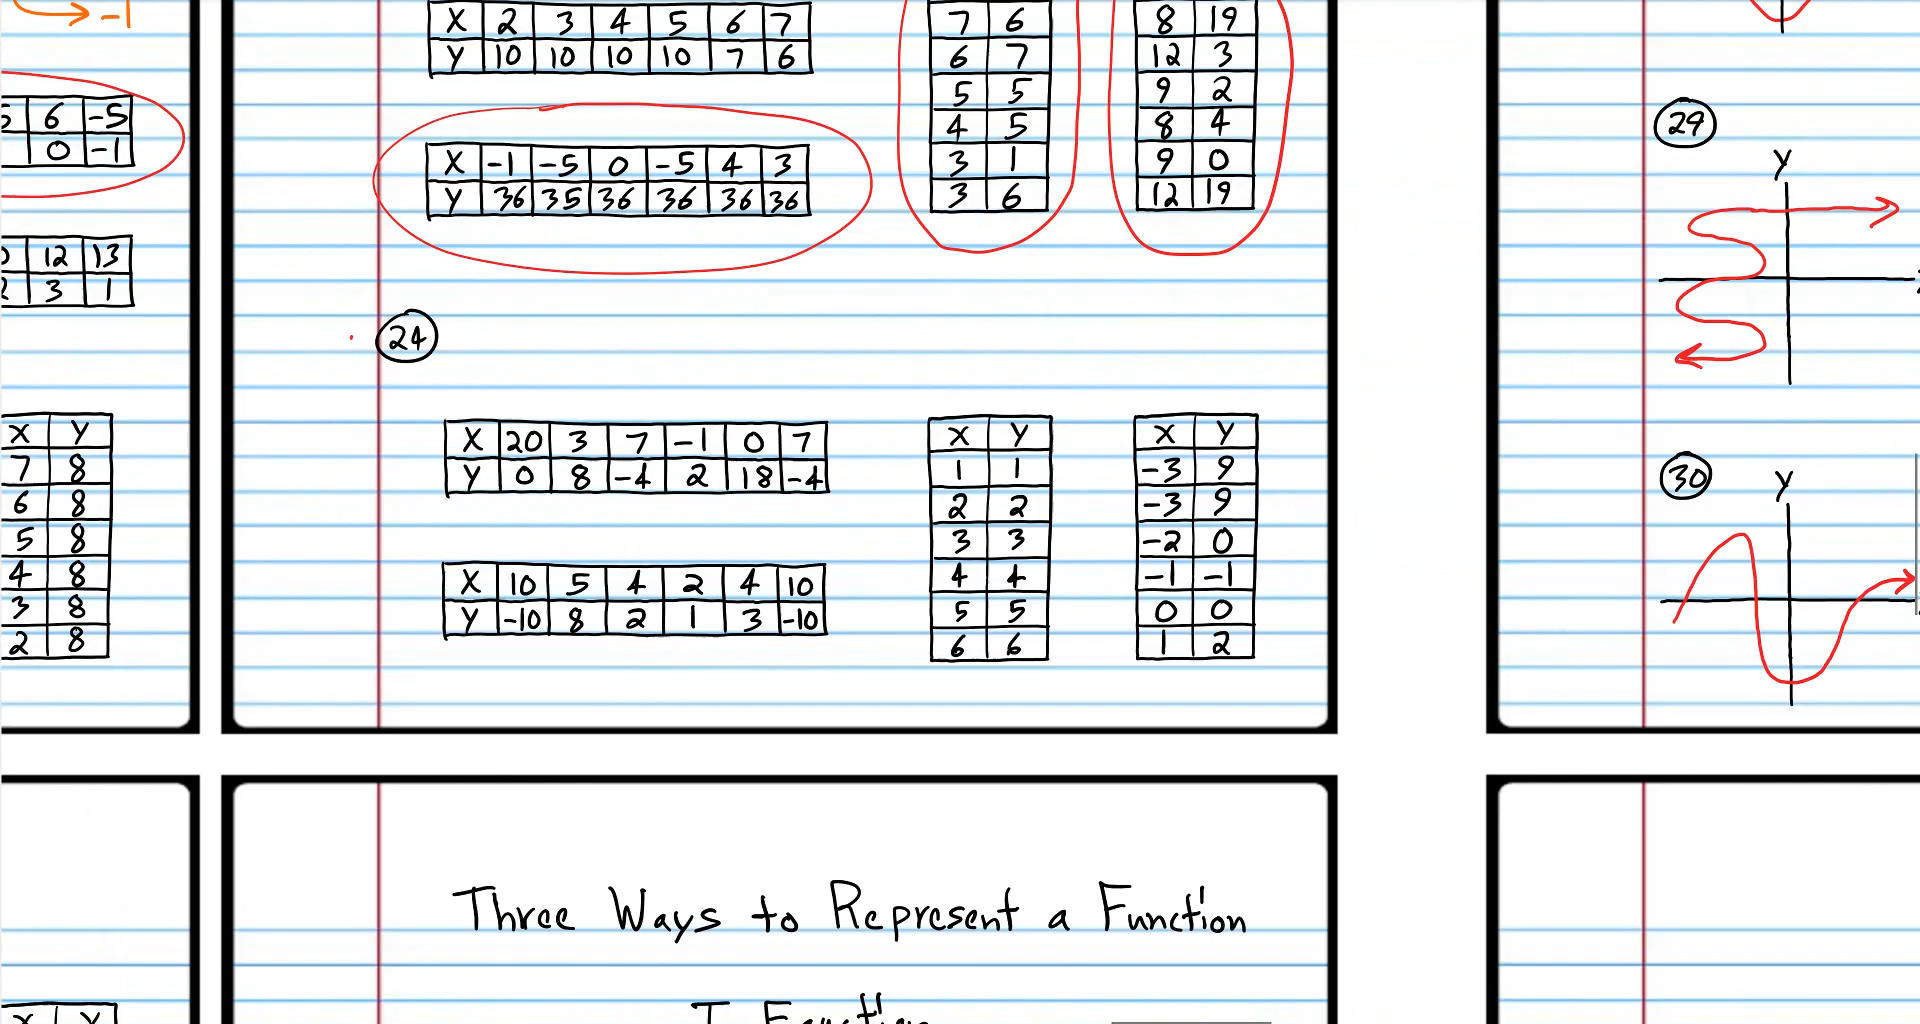 → -1
6 -5
0 -1
12 13
3 1
X Y
7 8
6 8
5 8
4 8
3 8
2 8
X Y
X 2 3 4 5 6 7
Y 10 10 10 10 7 6
X -1 -5 0 -5 4 3
Y 36 35 36 36 36 36
7 6
6 7
5 5
4 5
3 1
3 6
8 19
12 3
9 2
8 4
9 0
12 19
24
X 20 3 7 -1 0 7
Y 0 8 -4 2 18 -4
X 10 5 4 2 4 10
Y -10 8 2 1 3 -10
X Y
1 1
2 2
3 3
4 4
5 5
6 6
X Y
-3 9
-3 9
-2 0
-1 -1
0 0
1 2
Three Ways to Represent a Function
29
Y
30
Y